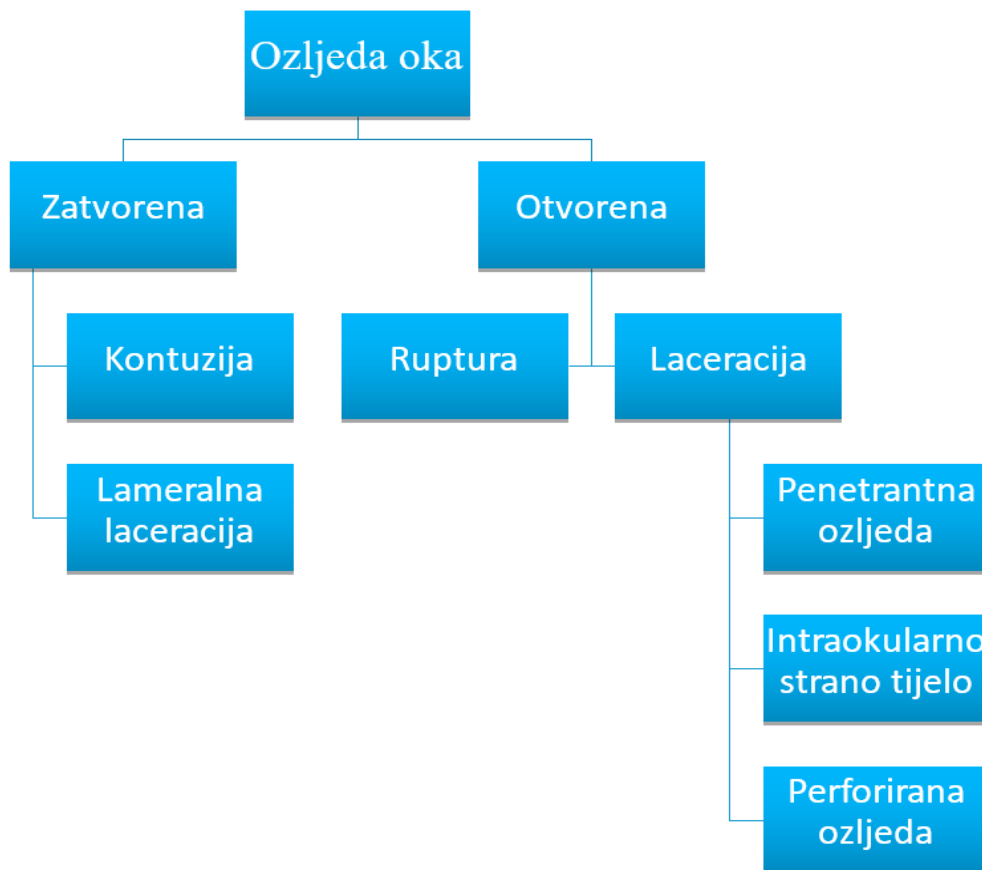 Ozljeda oka
Zatvorena
Otvorena
Kontuzija
Ruptura
Laceracija
Lameralna
laceracija
Penetrantna
ozljeda
Intraokularno
strano tijelo
Perforirana
ozljeda